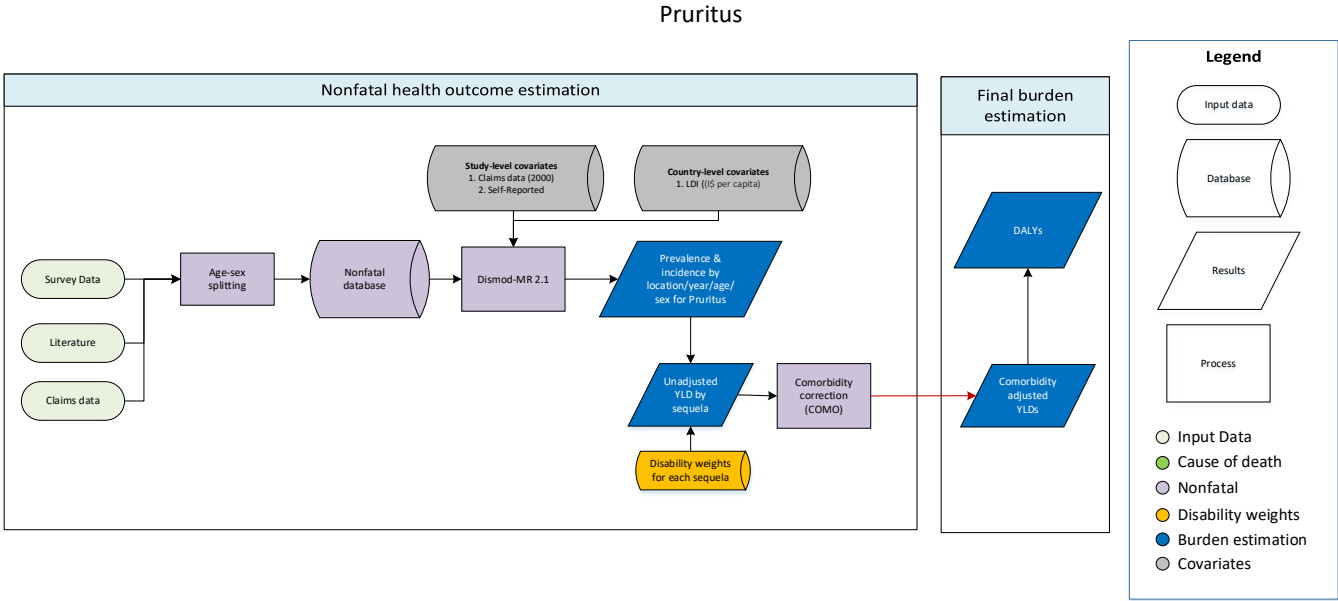 Pruritus
Nonfatal health outcome estimation
Study-level covariates
1. Claims data (2000)
2. Self-Reported
Country-level covariates
1. LDI ((I$ per capita)
Survey Data
Literature
Claims data
Age-sex
splitting
Nonfatal
database
Dismod-MR 2.1
Prevalence &
incidence by
location/year/age/
sex for Pruritus
Unadjusted
YLD by
sequela
Disability weights
for each sequela
Comorbidity
correction
(COMO)
Final burden
estimation
DALYs
Comorbidity
adjusted
YLDs
Legend
Input data
Database
Results
Process
Input Data
Cause of death
Nonfatal
Disability weights
Burden estimation
Covariates